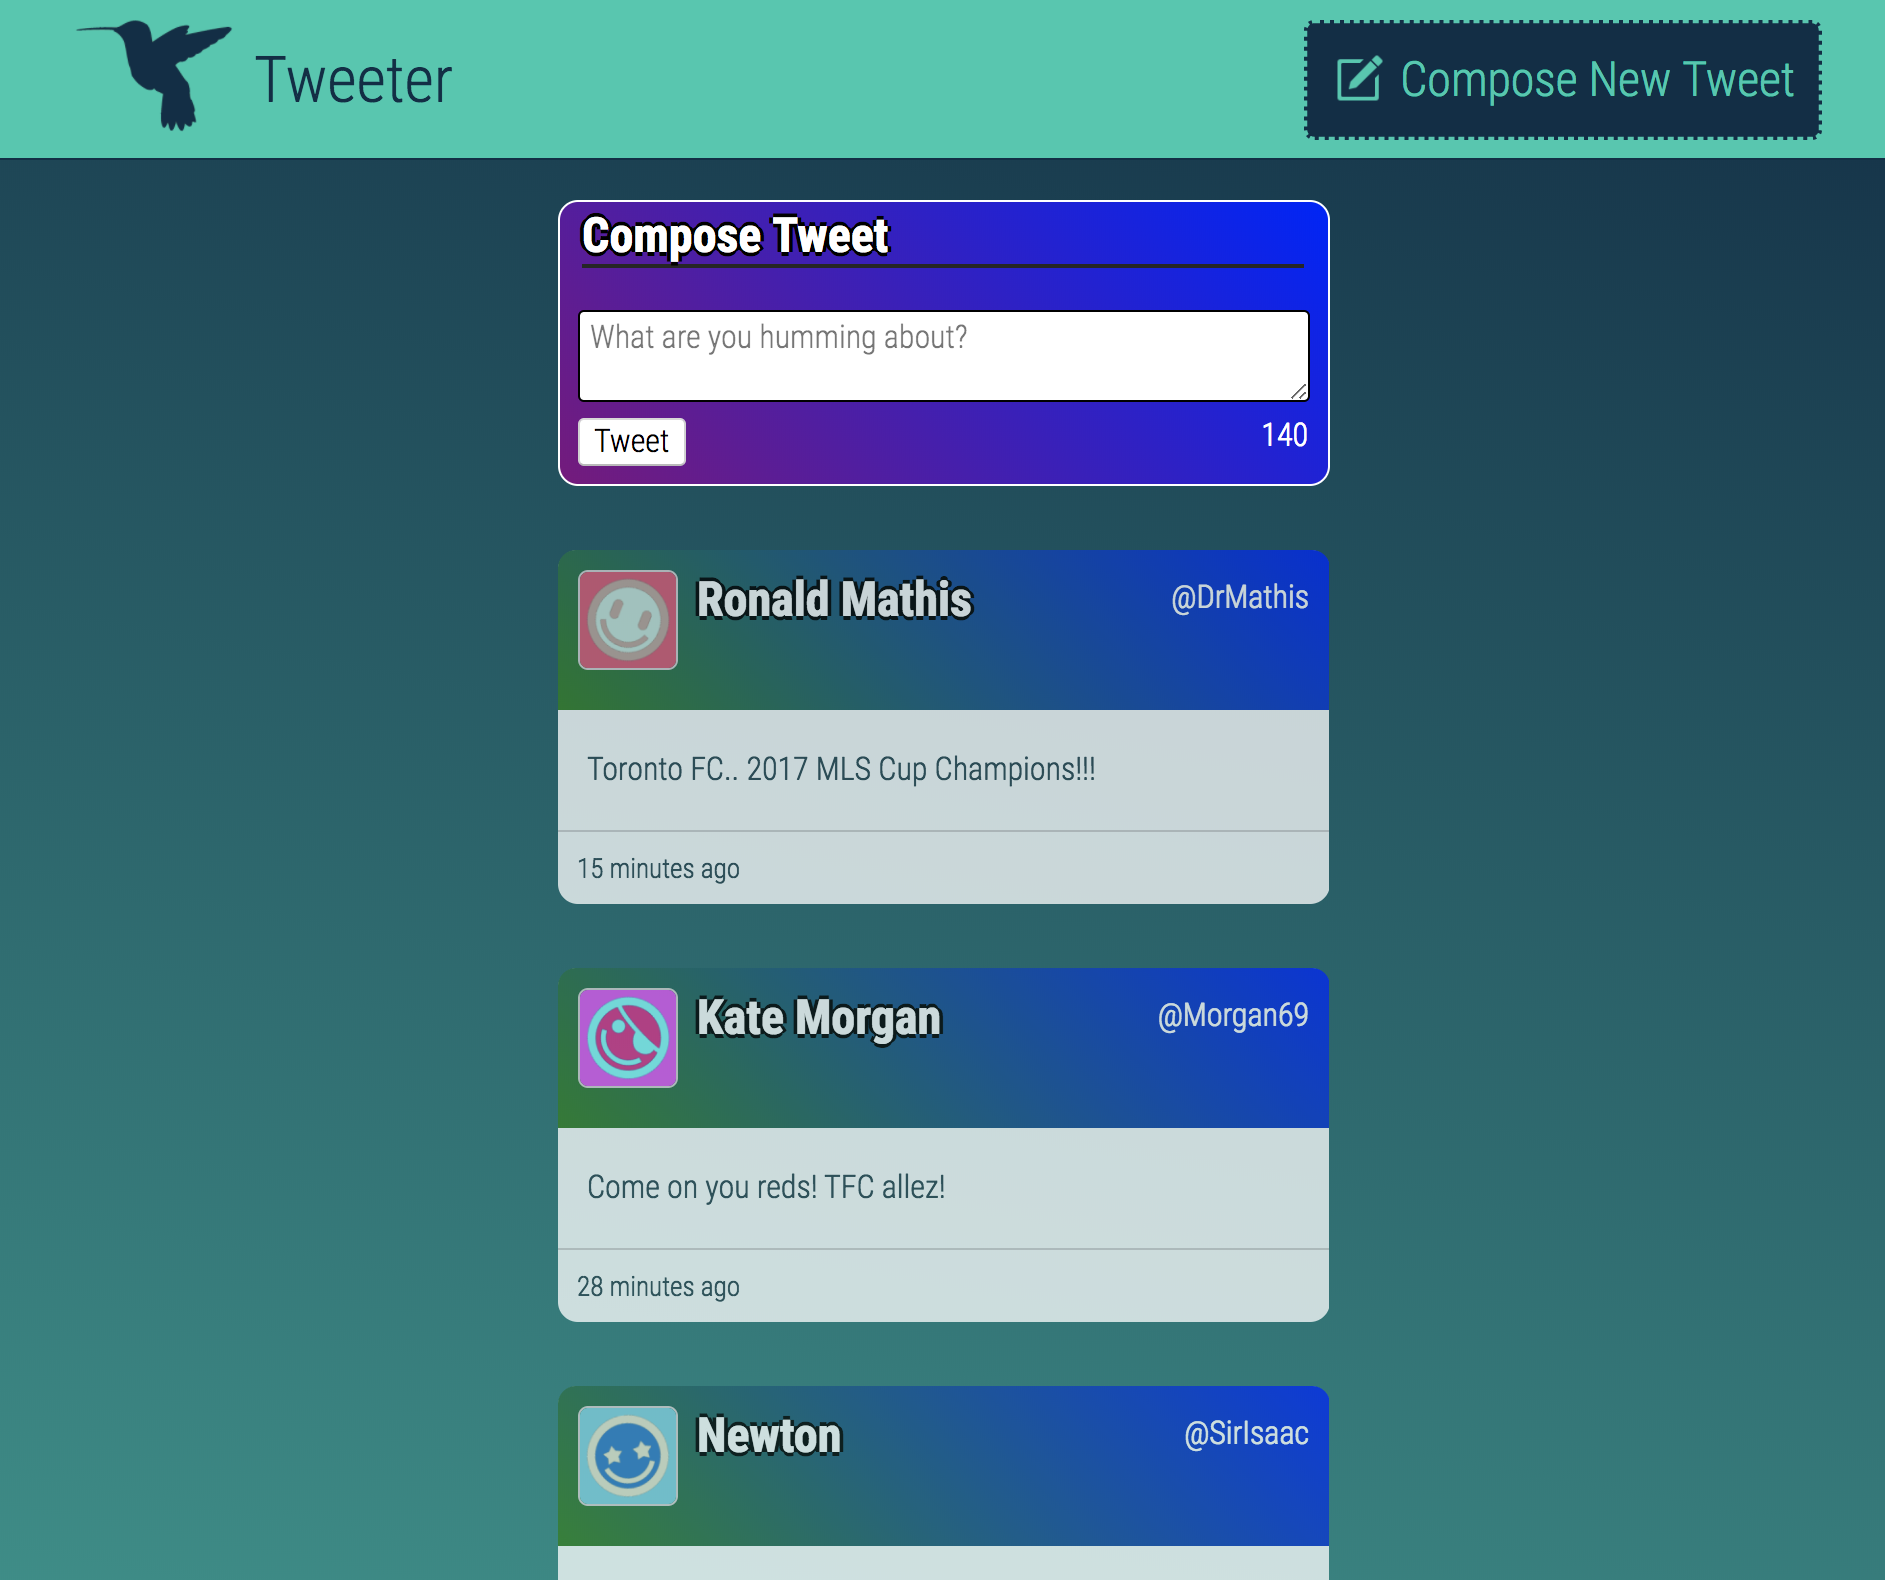 Tweeter
Compose New Tweet
Compose Tweet
What are you humming about?
Tweet
140
Ronald Mathis
@DrMathis
Toronto FC.. 2017 MLS Cup Champions!!!
15 minutes ago
Kate Morgan
@Morgan69
Come on you reds! TFC allez!
28 minutes ago
Newton
@SirIsaac